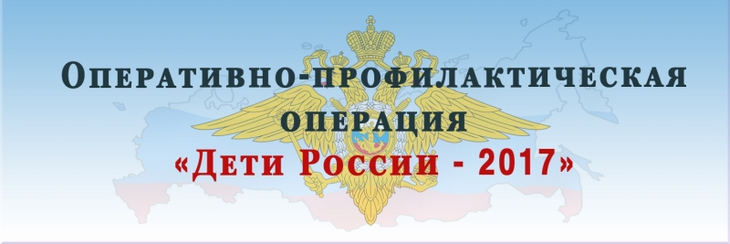 Оперативно-профилактическая
операция
«Дети России - 2017»